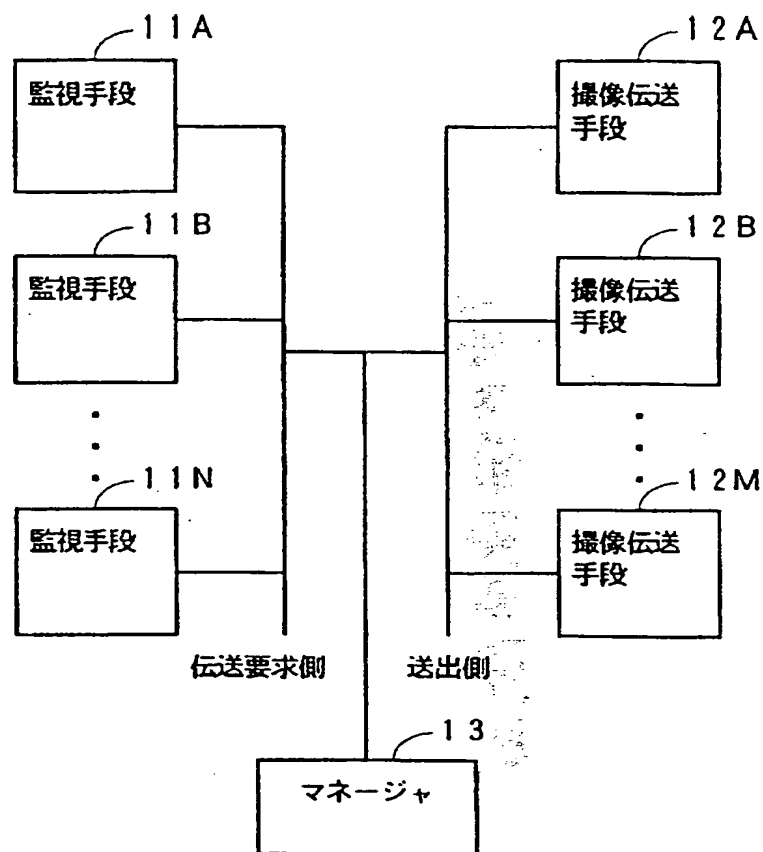 11A
監視手段
12A
撮像伝送
手段
11B
監視手段
12B
撮像伝送
手段
11N
監視手段
12M
撮像伝送
手段
伝送要求側
送出側
13
マネージャ